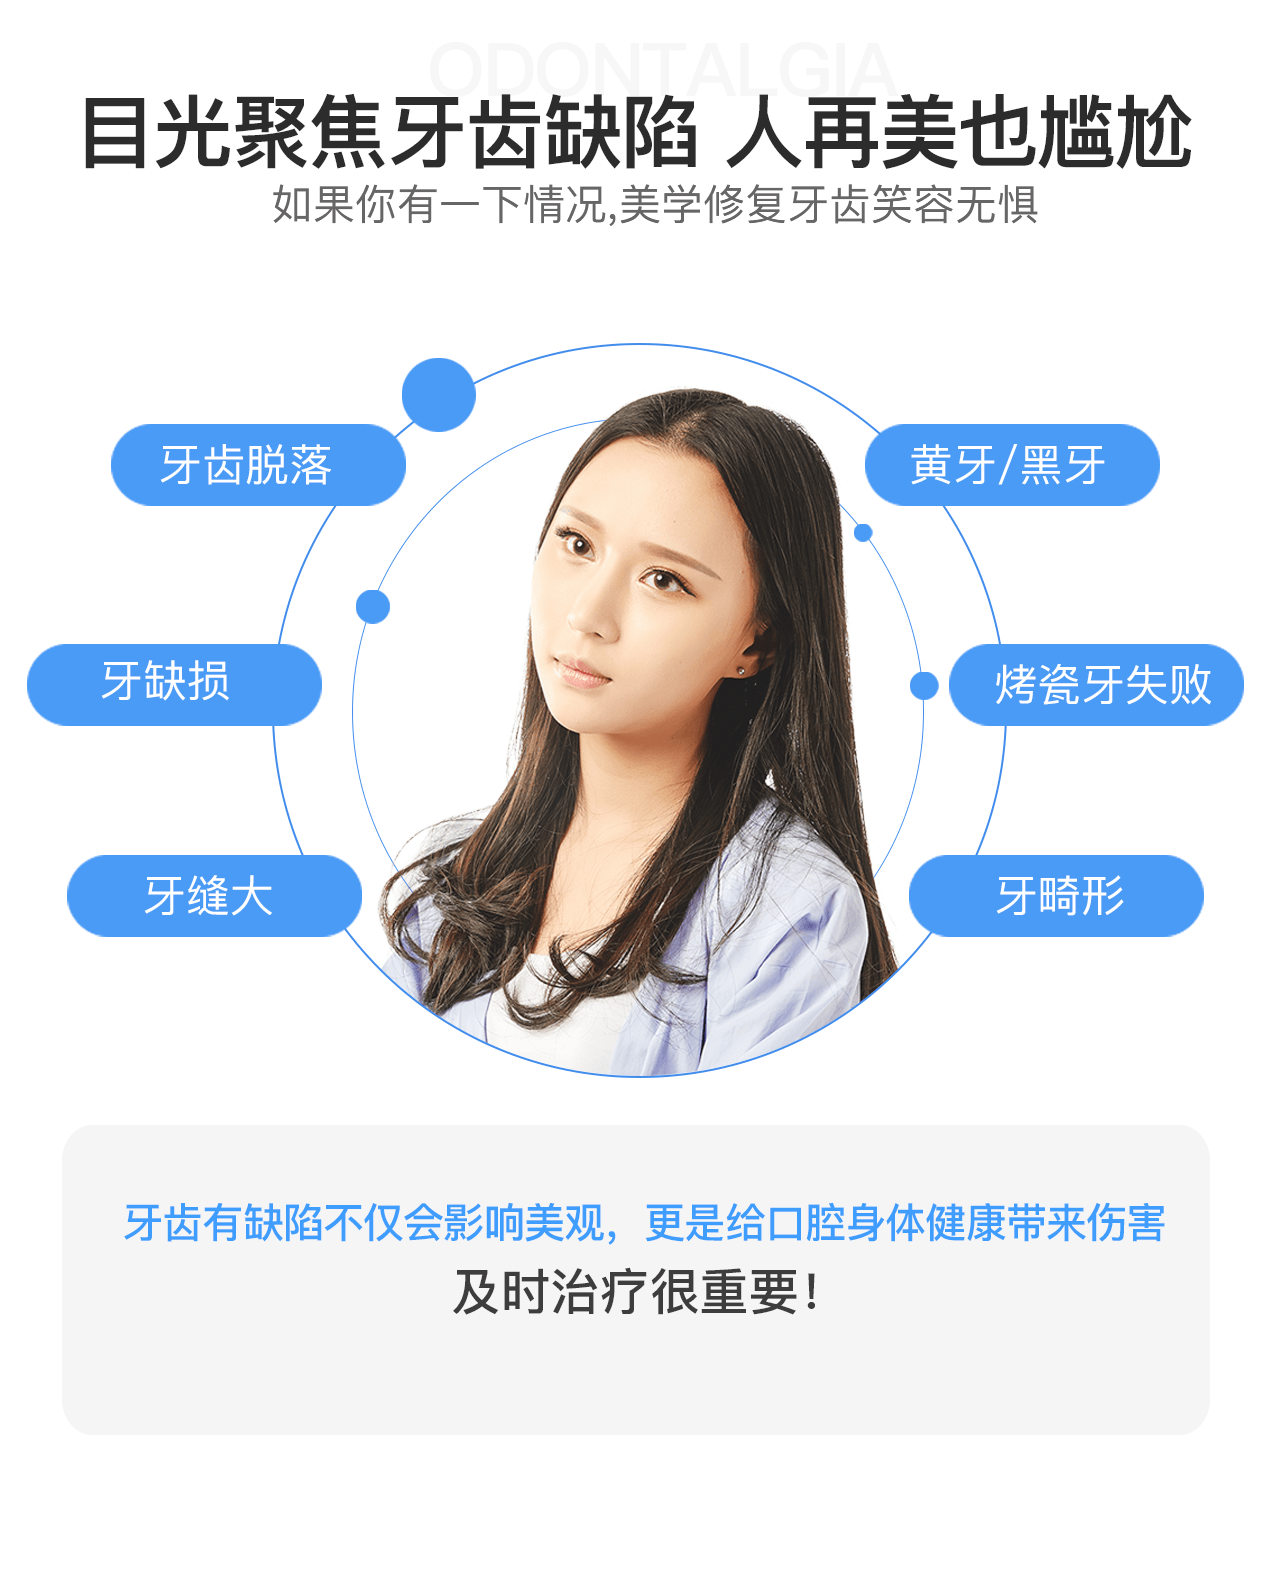 ODONTALGIA
目光聚焦牙齿缺陷 人再美也尴尬
如果你有一下情况,美学修复牙齿笑容无惧
牙齿脱落
黄牙/黑牙
牙缺损
烤瓷牙失败
牙缝大
牙畸形
牙齿有缺陷不仅会影响美观，更是给口腔身体健康带来伤害
及时治疗很重要！